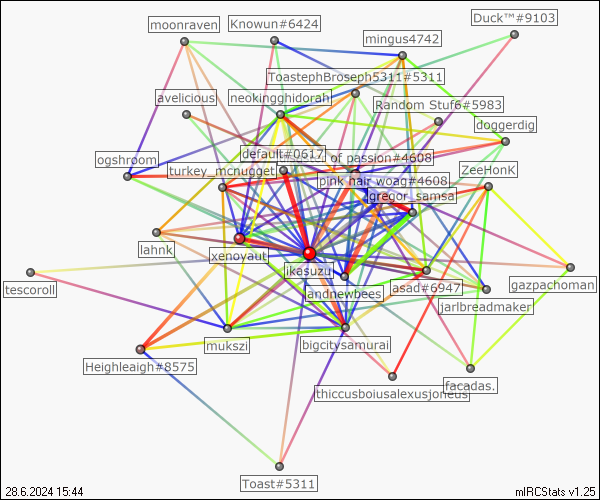 Duck™#9103
moonraven
Knowun#6424
mingus4742
ToastephBroseph5311#5311
avelicious
neokingghidorah
Random Stuf6#5983
doggerdig
default#0617
of passion#4608
ogshroom
turkey_mcnugget
pink hair woag#4608
ZeeHonK
gregor_samsa
lahnk
xenoyaut
ikasuzu
tescoroll
andnewbees
asad#6947
gazpachoman
jarlbreadmaker
mukszi
bigcitysamurai
Heighleaigh#8575
thiccusboiusalexusjoneus
facadas.
Toast#5311
28.6.2024 15:44
mIRCStats v1.25